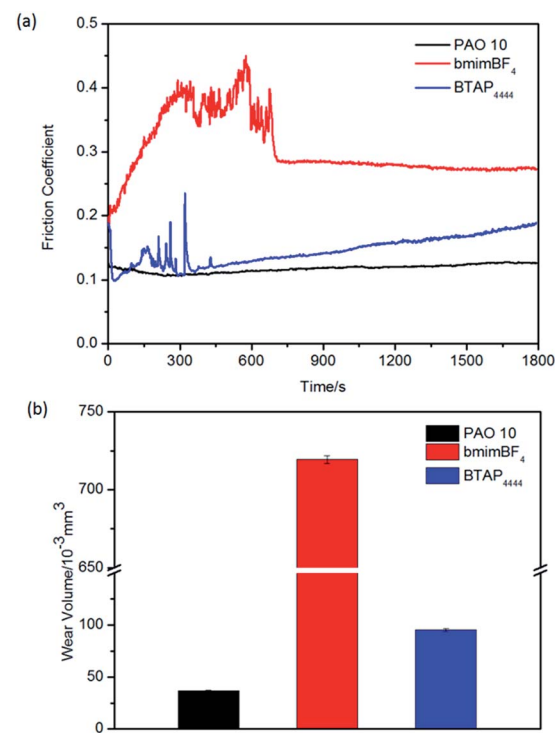 (a)
0.5
0.4
0.3
0.2
0.1
0.0
Friction Coefficient
PAO 10
bmimBF₄
BTAP₄₄₄₄
0 300 600 900 1200 1500 1800
Time/s
(b)
750
700
650
100
50
0
Wear Volume/10⁻³mm³
PAO 10
bmimBF₄
BTAP₄₄₄₄